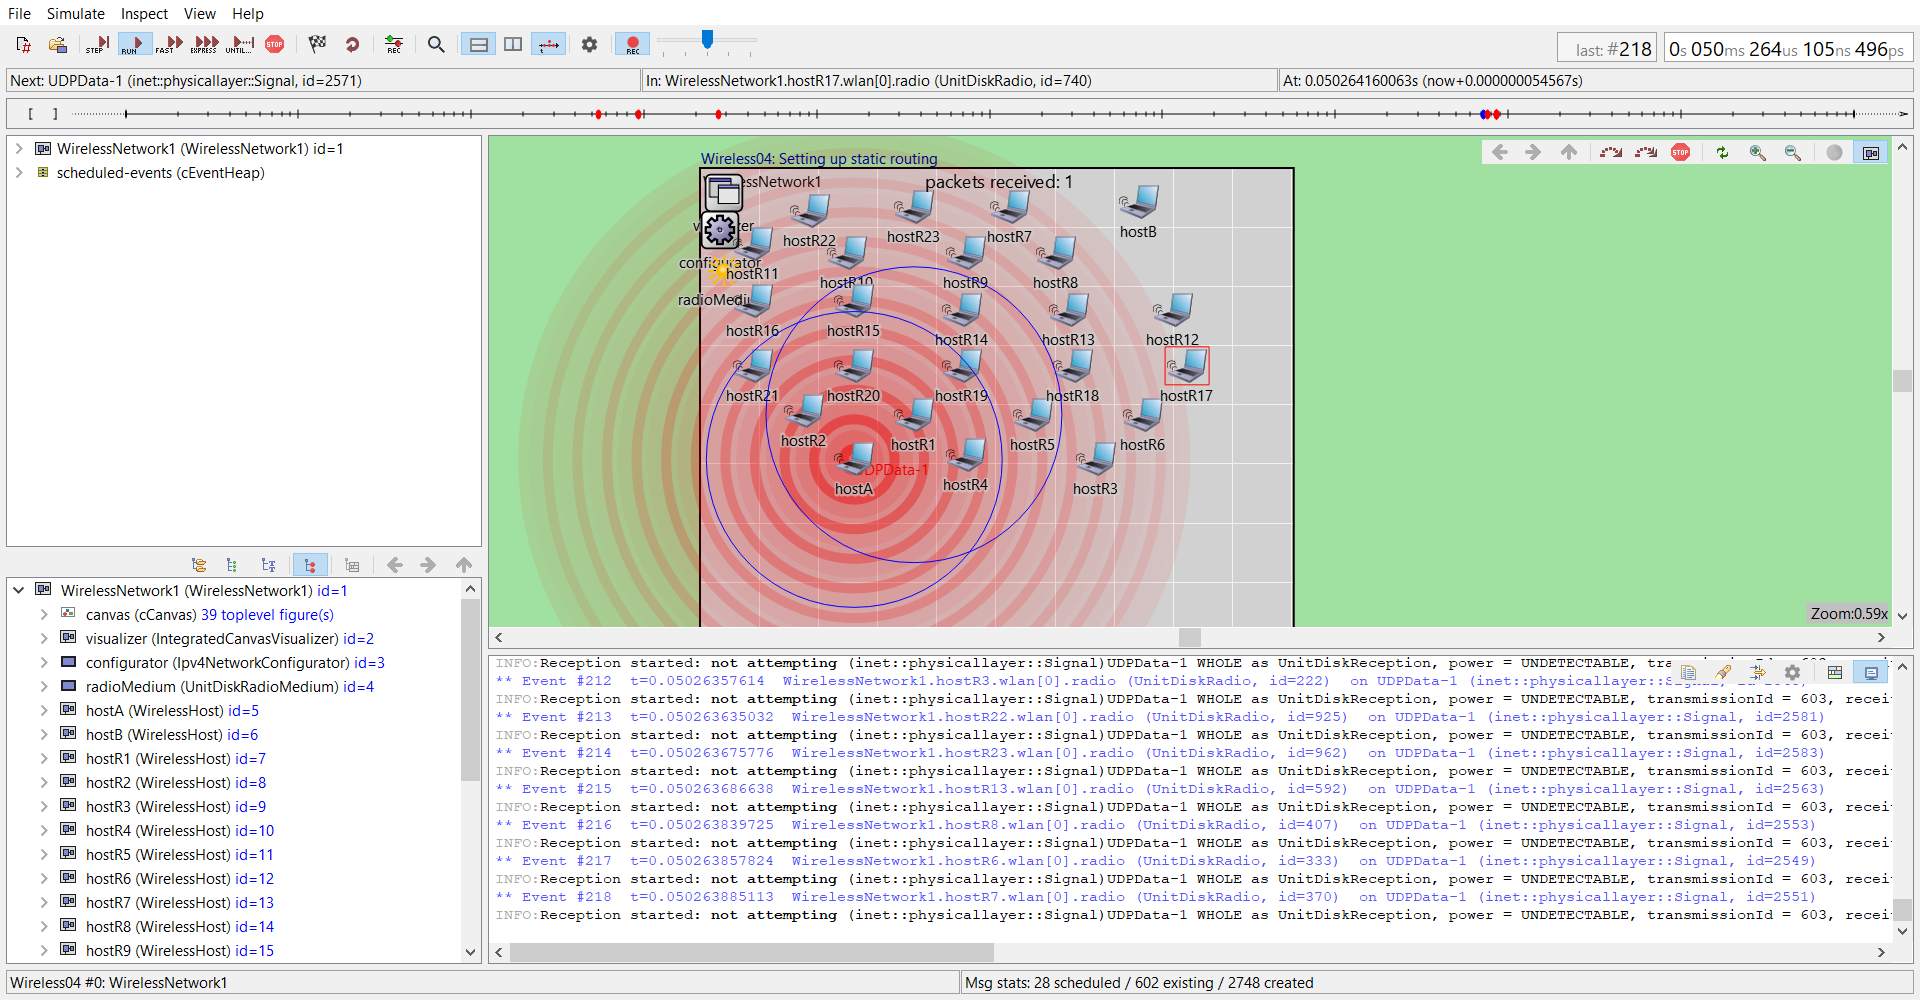 File Simulate Inspect View Help
STEP RUN FAST EXPRESS UNTIL... STOP REC REC
last: #218 0s 050ms 264us 105ns 496ps
Next: UDPData-1 (inet::physicallayer::Signal, id=2571) In: WirelessNetwork1.hostR17.wlan[0].radio (UnitDiskRadio, id=740) At: 0.050264160063s (now+0.000000054567s)
[ ]
WirelessNetwork1 (WirelessNetwork1) id=1
scheduled-events (cEventHeap)
WirelessNetwork1 (WirelessNetwork1) id=1
canvas (cCanvas) 39 toplevel figure(s)
visualizer (IntegratedCanvasVisualizer) id=2
configurator (Ipv4NetworkConfigurator) id=3
radioMedium (UnitDiskRadioMedium) id=4
hostA (WirelessHost) id=5
hostB (WirelessHost) id=6
hostR1 (WirelessHost) id=7
hostR2 (WirelessHost) id=8
hostR3 (WirelessHost) id=9
hostR4 (WirelessHost) id=10
hostR5 (WirelessHost) id=11
hostR6 (WirelessHost) id=12
hostR7 (WirelessHost) id=13
hostR8 (WirelessHost) id=14
hostR9 (WirelessHost) id=15
Wireless04: Setting up static routing
STOP
packets received: 1
hostR22 hostR23 hostR7 hostB
configurator
hostR11 hostR10 hostR9 hostR8
hostR16 hostR15 hostR14 hostR13 hostR12
hostR21 hostR20 hostR19 hostR18 hostR17
hostR2 hostR1 hostR5 hostR6
hostA hostR4 hostR3
Zoom:0.59x
INFO:Reception started: not attempting (inet::physicallayer::Signal)UDPData-1 WHOLE as UnitDiskReception, power = UNDETECTABLE,
** Event #212 t=0.05026357614 WirelessNetwork1.hostR3.wlan[0].radio (UnitDiskRadio, id=222) on UDPData-1
INFO:Reception started: not attempting (inet::physicallayer::Signal)UDPData-1 WHOLE as UnitDiskReception, power = UNDETECTABLE, transmissionId = 603, recei
** Event #213 t=0.050263635032 WirelessNetwork1.hostR22.wlan[0].radio (UnitDiskRadio, id=925) on UDPData-1 (inet::physicallayer::Signal, id=2581)
INFO:Reception started: not attempting (inet::physicallayer::Signal)UDPData-1 WHOLE as UnitDiskReception, power = UNDETECTABLE, transmissionId = 603, recei
** Event #214 t=0.050263675776 WirelessNetwork1.hostR23.wlan[0].radio (UnitDiskRadio, id=962) on UDPData-1 (inet::physicallayer::Signal, id=2583)
INFO:Reception started: not attempting (inet::physicallayer::Signal)UDPData-1 WHOLE as UnitDiskReception, power = UNDETECTABLE, transmissionId = 603, recei
** Event #215 t=0.050263686638 WirelessNetwork1.hostR13.wlan[0].radio (UnitDiskRadio, id=592) on UDPData-1 (inet::physicallayer::Signal, id=2563)
INFO:Reception started: not attempting (inet::physicallayer::Signal)UDPData-1 WHOLE as UnitDiskReception, power = UNDETECTABLE, transmissionId = 603, recei
** Event #216 t=0.050263839725 WirelessNetwork1.hostR8.wlan[0].radio (UnitDiskRadio, id=407) on UDPData-1 (inet::physicallayer::Signal, id=2553)
INFO:Reception started: not attempting (inet::physicallayer::Signal)UDPData-1 WHOLE as UnitDiskReception, power = UNDETECTABLE, transmissionId = 603, recei
** Event #217 t=0.050263857824 WirelessNetwork1.hostR6.wlan[0].radio (UnitDiskRadio, id=333) on UDPData-1 (inet::physicallayer::Signal, id=2549)
INFO:Reception started: not attempting (inet::physicallayer::Signal)UDPData-1 WHOLE as UnitDiskReception, power = UNDETECTABLE, transmissionId = 603, recei
** Event #218 t=0.050263885113 WirelessNetwork1.hostR7.wlan[0].radio (UnitDiskRadio, id=370) on UDPData-1 (inet::physicallayer::Signal, id=2551)
INFO:Reception started: not attempting (inet::physicallayer::Signal)UDPData-1 WHOLE as UnitDiskReception, power = UNDETECTABLE, transmissionId = 603, recei
Wireless04 #0: WirelessNetwork1 Msg stats: 28 scheduled / 602 existing / 2748 created